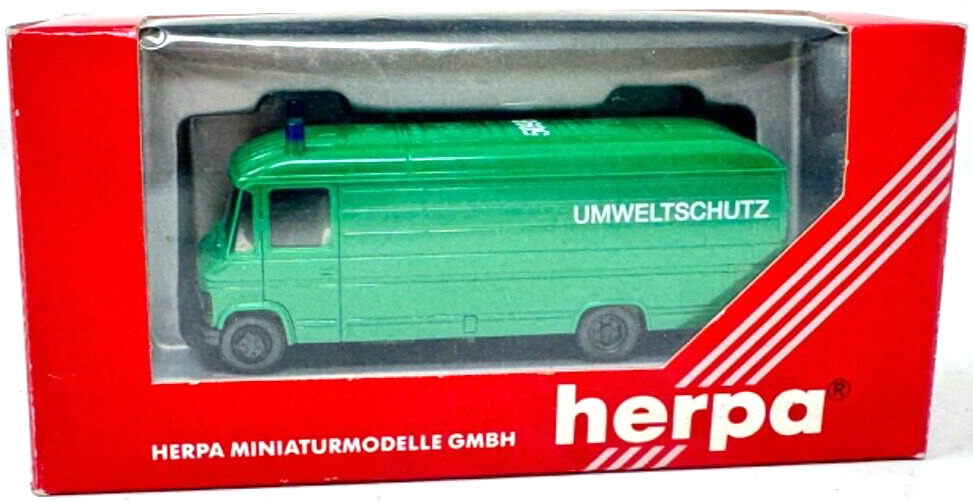 UMWELTSCHUTZ
herpa®
HERPA MINIATURMODELLE GMBH